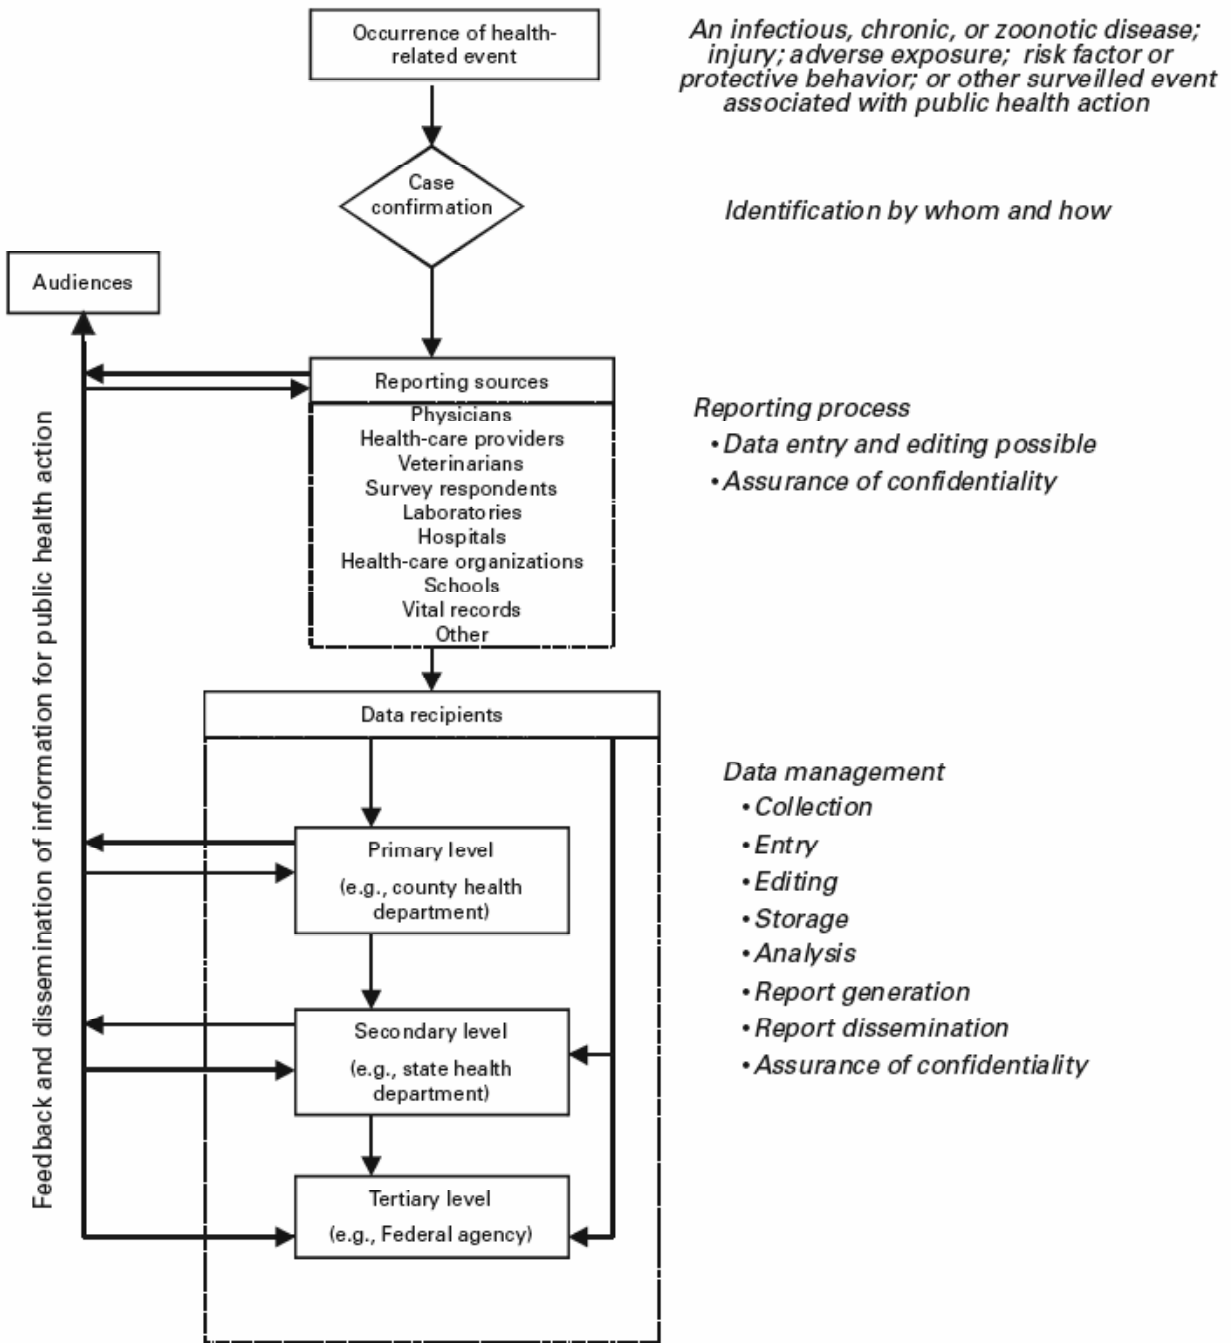 Occurrence of health-
related event
An infectious, chronic, or zoonotic disease;
injury; adverse exposure; risk factor or
protective behavior; or other surveilled event
associated with public health action
Case
confirmation
Identification by whom and how
Audiences
Feedback and dissemination of information for public health action
Reporting sources
Physicians
Health-care providers
Veterinarians
Survey respondents
Laboratories
Hospitals
Health-care organizations
Schools
Vital records
Other
Reporting process
•Data entry and editing possible
•Assurance of confidentiality
Data recipients
Primary level
(e.g., county health
department)
Secondary level
(e.g., state health
department)
Tertiary level
(e.g., Federal agency)
Data management
•Collection
•Entry
•Editing
•Storage
•Analysis
•Report generation
•Report dissemination
•Assurance of confidentiality